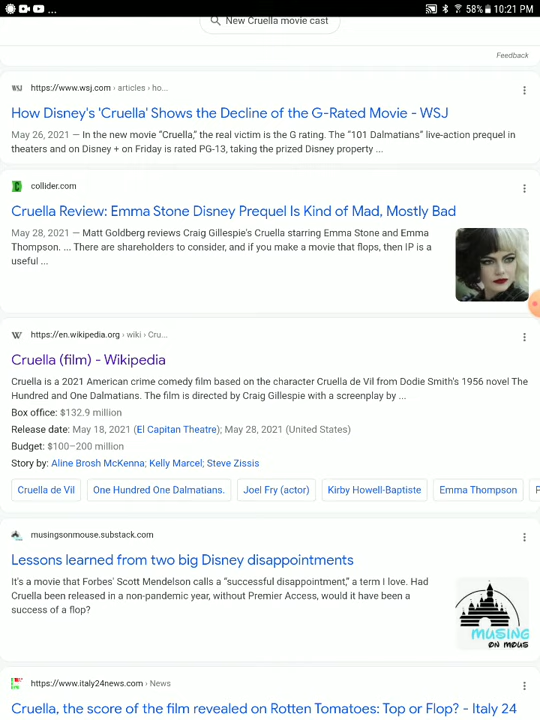 ... 58% 10:21 PM
New Cruella movie cast
Feedback
WSJ https://www.wsj.com › articles › ho...
How Disney's 'Cruella' Shows the Decline of the G-Rated Movie - WSJ
May 26, 2021 — In the new movie "Cruella," the real victim is the G rating. The "101 Dalmatians" live-action prequel in
theaters and on Disney + on Friday is rated PG-13, taking the prized Disney property ...
collider.com
Cruella Review: Emma Stone Disney Prequel Is Kind of Mad, Mostly Bad
May 28, 2021 — Matt Goldberg reviews Craig Gillespie's Cruella starring Emma Stone and Emma
Thompson. ... There are shareholders to consider, and if you make a movie that flops, then IP is a
useful ...
W https://en.wikipedia.org › wiki › Cru...
Cruella (film) - Wikipedia
Cruella is a 2021 American crime comedy film based on the character Cruella de Vil from Dodie Smith's 1956 novel The
Hundred and One Dalmatians. The film is directed by Craig Gillespie with a screenplay by ...
Box office: $132.9 million
Release date: May 18, 2021 (El Capitan Theatre); May 28, 2021 (United States)
Budget: $100–200 million
Story by: Aline Brosh McKenna; Kelly Marcel; Steve Zissis
Cruella de Vil One Hundred One Dalmatians. Joel Fry (actor) Kirby Howell-Baptiste Emma Thompson
musingsonmouse.substack.com
Lessons learned from two big Disney disappointments
It's a movie that Forbes' Scott Mendelson calls a "successful disappointment," a term I love. Had
Cruella been released in a non-pandemic year, without Premier Access, would it have been a
success of a flop?
MUSING
ON MOUS
https://www.italy24news.com › News
Cruella, the score of the film revealed on Rotten Tomatoes: Top or Flop? - Italy 24